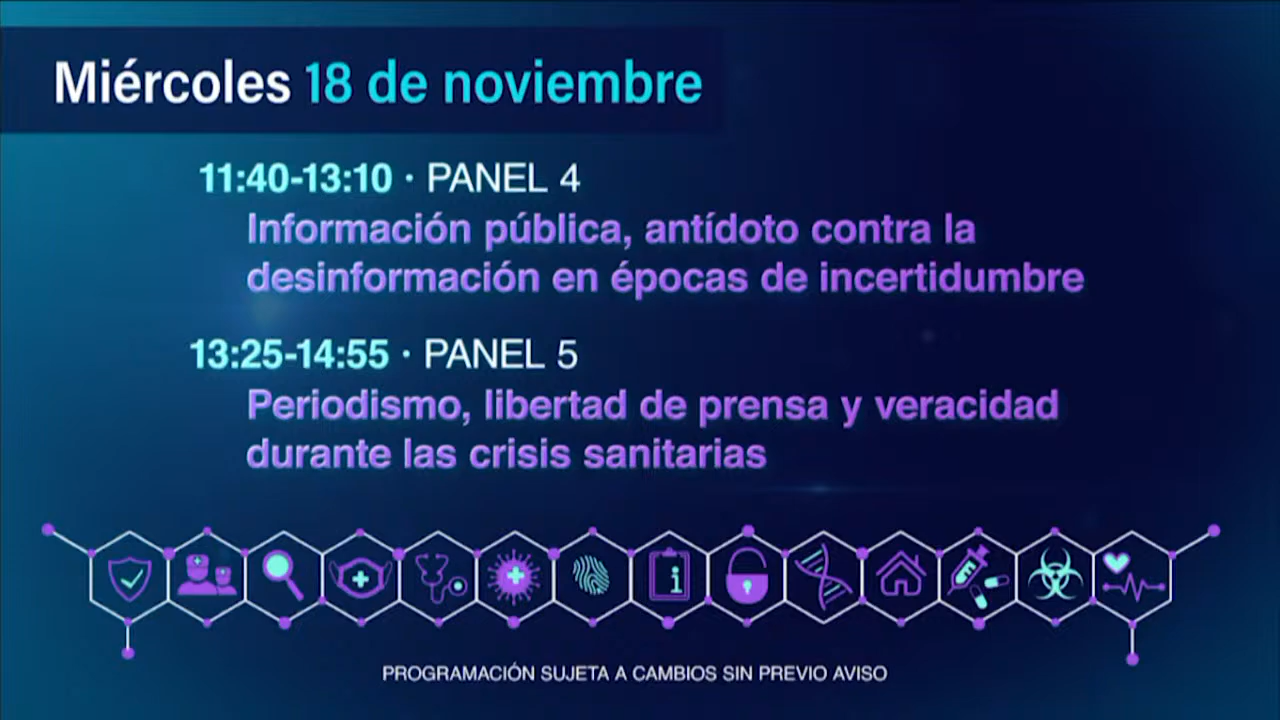 Miércoles 18 de noviembre
11:40-13:10 · PANEL 4
Información pública, antídoto contra la
desinformación en épocas de incertidumbre
13:25-14:55 · PANEL 5
Periodismo, libertad de prensa y veracidad
durante las crisis sanitarias
i
PROGRAMACIÓN SUJETA A CAMBIOS SIN PREVIO AVISO